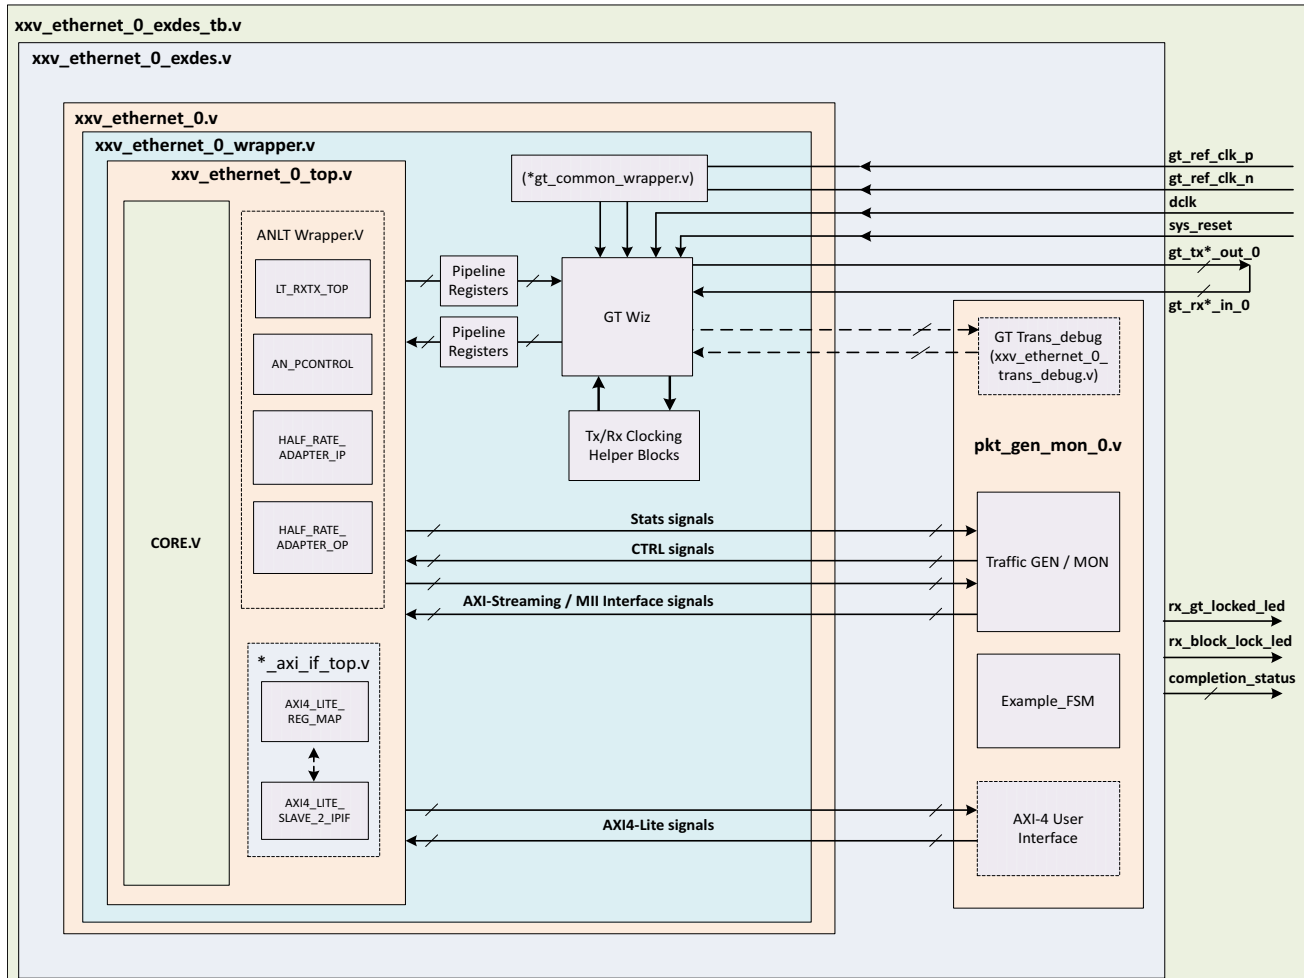 xxv_ethernet_0_exdes_tb.v
xxv_ethernet_0_exdes.v
xxv_ethernet_0.v
xxv_ethernet_0_wrapper.v
xxv_ethernet_0_top.v
CORE.V
ANLT Wrapper.V
LT_RXTX_TOP
AN_PCONTROL
HALF_RATE_
ADAPTER_IP
HALF_RATE_
ADAPTER_OP
*_axi_if_top.v
AXI4_LITE_
REG_MAP
AXI4_LITE_
SLAVE_2_IPIF
Pipeline
Registers
Pipeline
Registers
(*gt_common_wrapper.v)
GT Wiz
Tx/Rx Clocking
Helper Blocks
Stats signals
CTRL signals
AXI-Streaming / MII Interface signals
AXI4-Lite signals
GT Trans_debug
(xxv_ethernet_0_
trans_debug.v)
pkt_gen_mon_0.v
Traffic GEN / MON
Example_FSM
AXI-4 User
Interface
gt_ref_clk_p
gt_ref_clk_n
dclk
sys_reset
gt_tx*_out_0
gt_rx*_in_0
rx_gt_locked_led
rx_block_lock_led
completion_status